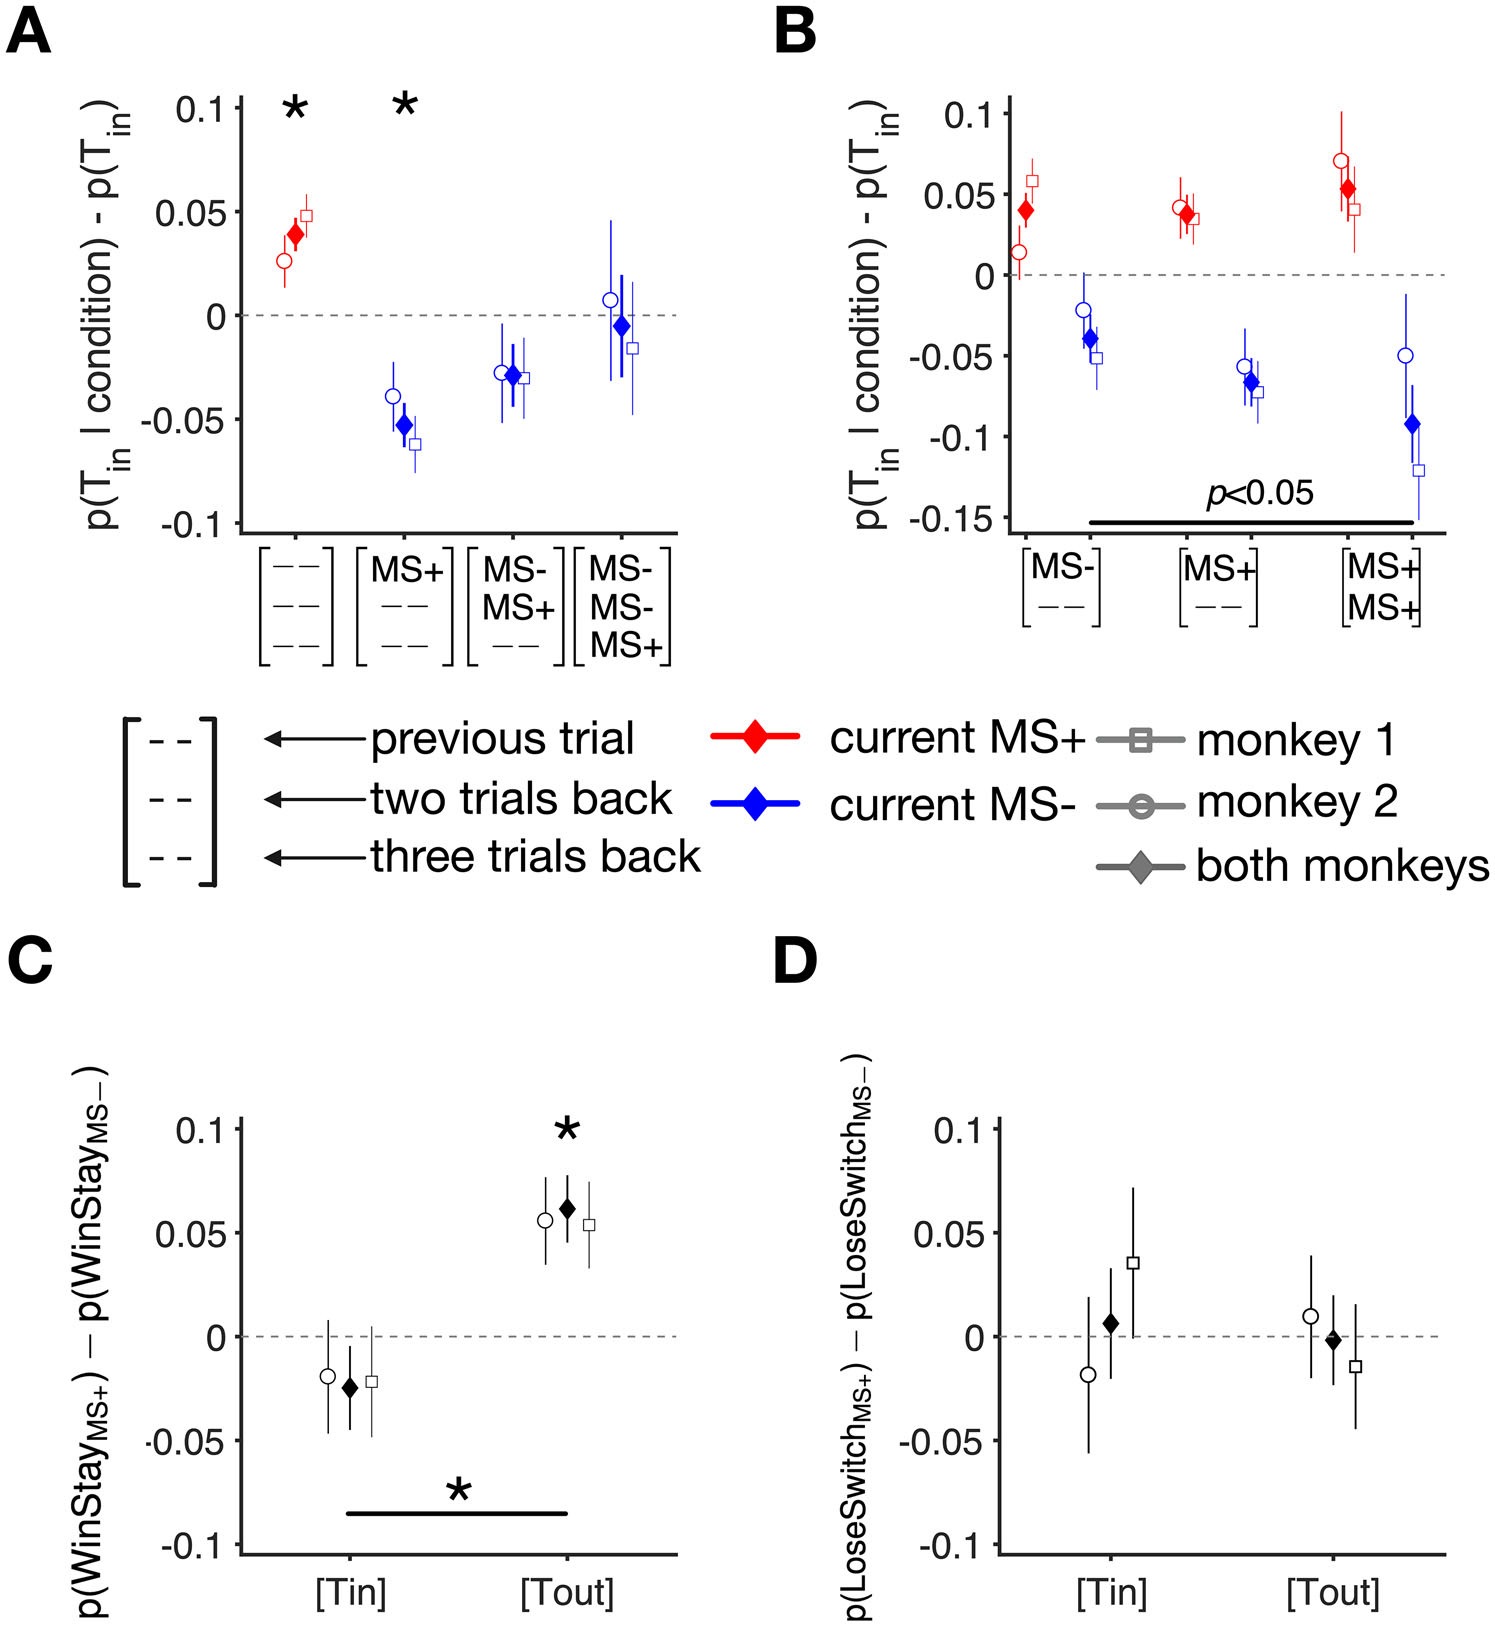 A
p(Tin | condition) - p(Tin)
0.1
0.05
0
-0.05
-0.1
* *
[ — — ] [ MS+ ] [ MS- ] [ MS- ]
[ — — ] [ — — ] [ MS+ ] [ MS- ]
[ — — ] [ — — ] [ — — ] [ MS+ ]
B
p(Tin | condition) - p(Tin)
0.1
0.05
0
-0.05
-0.1
-0.15
p<0.05
[ MS- ] [ MS+ ] [ MS+ ]
[ — — ] [ — — ] [ MS+ ]
[ - - ] previous trial
[ - - ] two trials back
[ - - ] three trials back
current MS+
current MS-
monkey 1
monkey 2
both monkeys
C
p(WinStayMS+) — p(WinStayMS−)
0.1
0.05
0
-0.05
-0.1
*
*
[Tin] [Tout]
D
p(LoseSwitchMS+) — p(LoseSwitchMS−)
0.1
0.05
0
-0.05
-0.1
[Tin] [Tout]